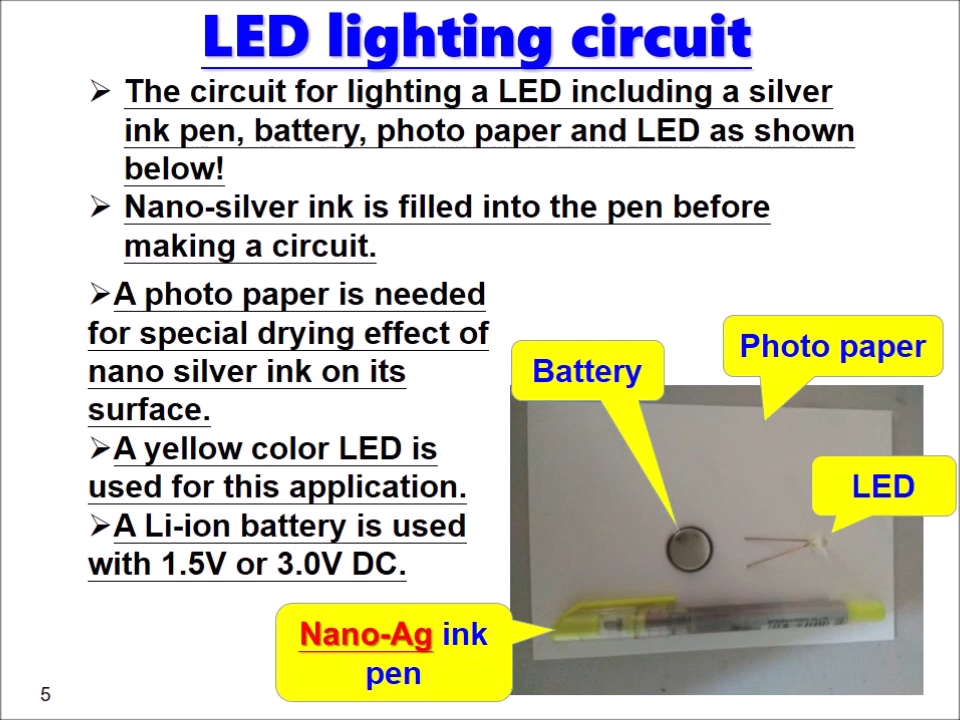 LED lighting circuit
➢ The circuit for lighting a LED including a silver
ink pen, battery, photo paper and LED as shown
below!
➢ Nano-silver ink is filled into the pen before
making a circuit.
➢A photo paper is needed
for special drying effect of
nano silver ink on its
surface.
➢A yellow color LED is
used for this application.
➢A Li-ion battery is used
with 1.5V or 3.0V DC.
Battery
Photo paper
LED
Nano-Ag ink
pen
5